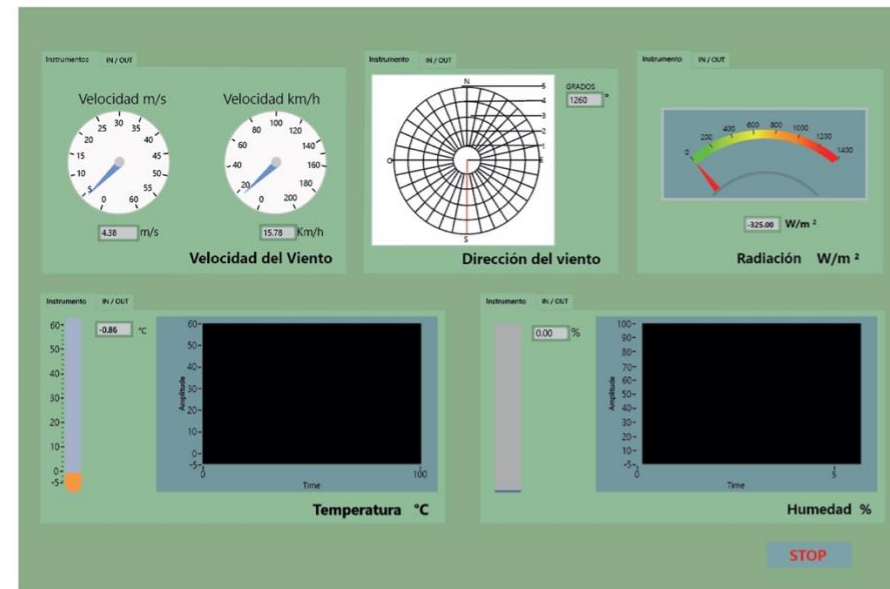 Instrumentos IN / OUT
Velocidad m/s
0 5 10 15 20 25 30 35 40 45 50 55 60
4.38 m/s
Velocidad km/h
0 20 40 60 80 100 120 140 160 180 200
15.78 Km/h
Velocidad del Viento
Instrumento IN / OUT
N
5
4
3
2
1
O E
S
GRADOS
1260 °
Dirección del viento
Instrumento IN / OUT
0 200 400 600 800 1000 1200 1400
-325.00 W/m ²
Radiación W/m ²
Instrumento IN / OUT
60
50
40
30
20
10
0
-5
-0.86 °C
60
50
40
30
20
10
0
-5
Amplitude
0 100
Time
Temperatura °C
Instrumento IN / OUT
0.00 %
100
90
80
70
60
50
40
30
20
10
-5
Amplitude
0 5
Time
Humedad %
STOP